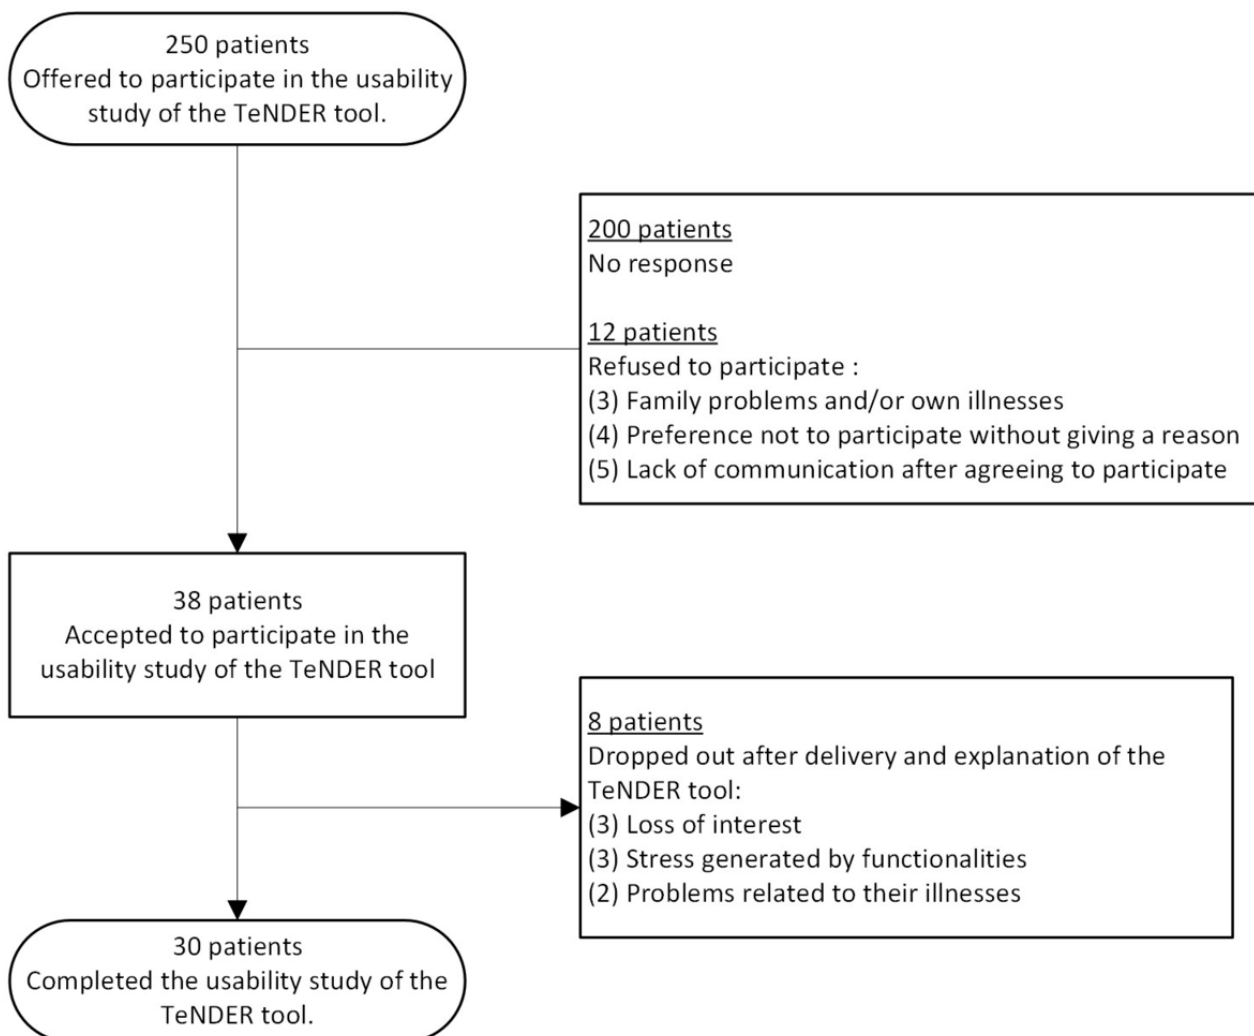 250 patients
Offered to participate in the usability
study of the TeNDER tool.
200 patients
No response
12 patients
Refused to participate :
(3) Family problems and/or own illnesses
(4) Preference not to participate without giving a reason
(5) Lack of communication after agreeing to participate
38 patients
Accepted to participate in the
usability study of the TeNDER tool
8 patients
Dropped out after delivery and explanation of the
TeNDER tool:
(3) Loss of interest
(3) Stress generated by functionalities
(2) Problems related to their illnesses
30 patients
Completed the usability study of the
TeNDER tool.